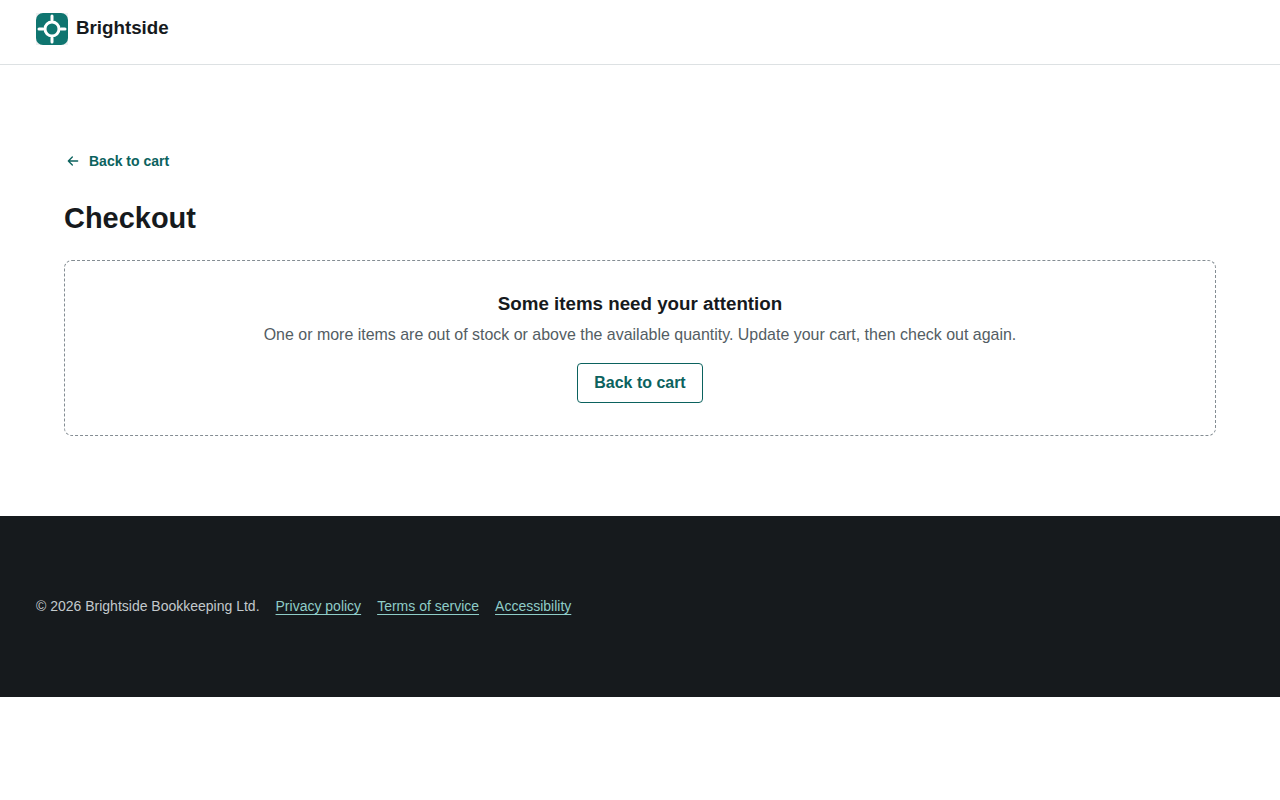 Brightside
Back to cart
Checkout
Some items need your attention
One or more items are out of stock or above the available quantity. Update your cart, then check out again.
Back to cart
© 2026 Brightside Bookkeeping Ltd. Privacy policy Terms of service Accessibility